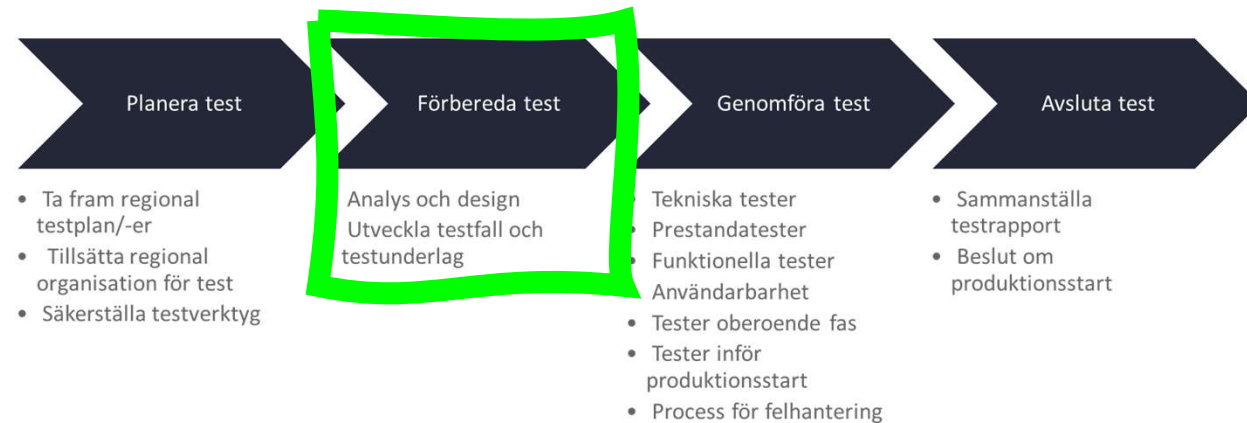 Planera test
Förbereda test
Genomföra test
Avsluta test
• Ta fram regional
testplan/-er
• Tillsätta regional
organisation för test
• Säkerställa testverktyg
Analys och design
Utveckla testfall och
testunderlag
• Tekniska tester
• Prestandatester
• Funktionella tester
Användarbarhet
• Tester oberoende fas
• Tester inför
produktionsstart
• Process för felhantering
• Sammanställa
testrapport
• Beslut om
produktionsstart